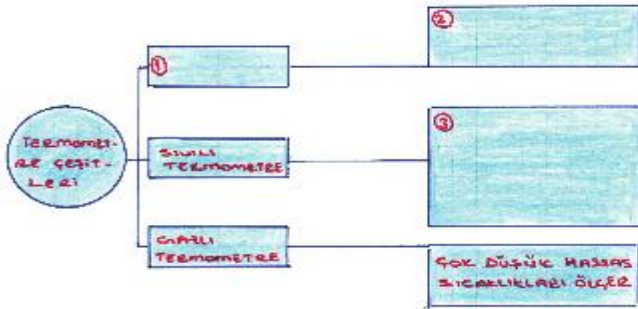 ①
②
TERMOMET-
RE ÇEŞİT-
LERİ
SIVILI
TERMOMETRE
③
GAZLI
TERMOMETRE
ÇOK DÜŞÜK HASSAS
SICAKLIKLARI ÖLÇER